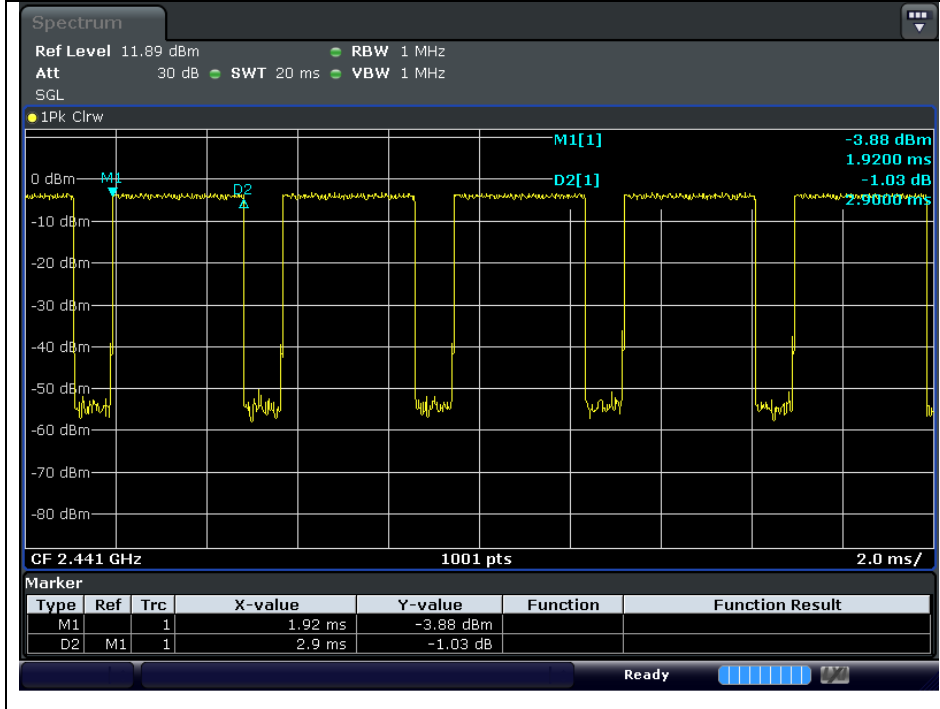 Spectrum
Ref Level 11.89 dBm RBW 1 MHz
Att 30 dB SWT 20 ms VBW 1 MHz
SGL
1Pk Clrw
M1[1] -3.88 dBm
1.9200 ms
0 dBm M1 D2 D2[1] -1.03 dB
2.9000 ms
-10 dBm
-20 dBm
-30 dBm
-40 dBm
-50 dBm
-60 dBm
-70 dBm
-80 dBm
CF 2.441 GHz 1001 pts 2.0 ms/
Marker
Type Ref Trc X-value Y-value Function Function Result
M1 1 1.92 ms -3.88 dBm
D2 M1 1 2.9 ms -1.03 dB
Ready